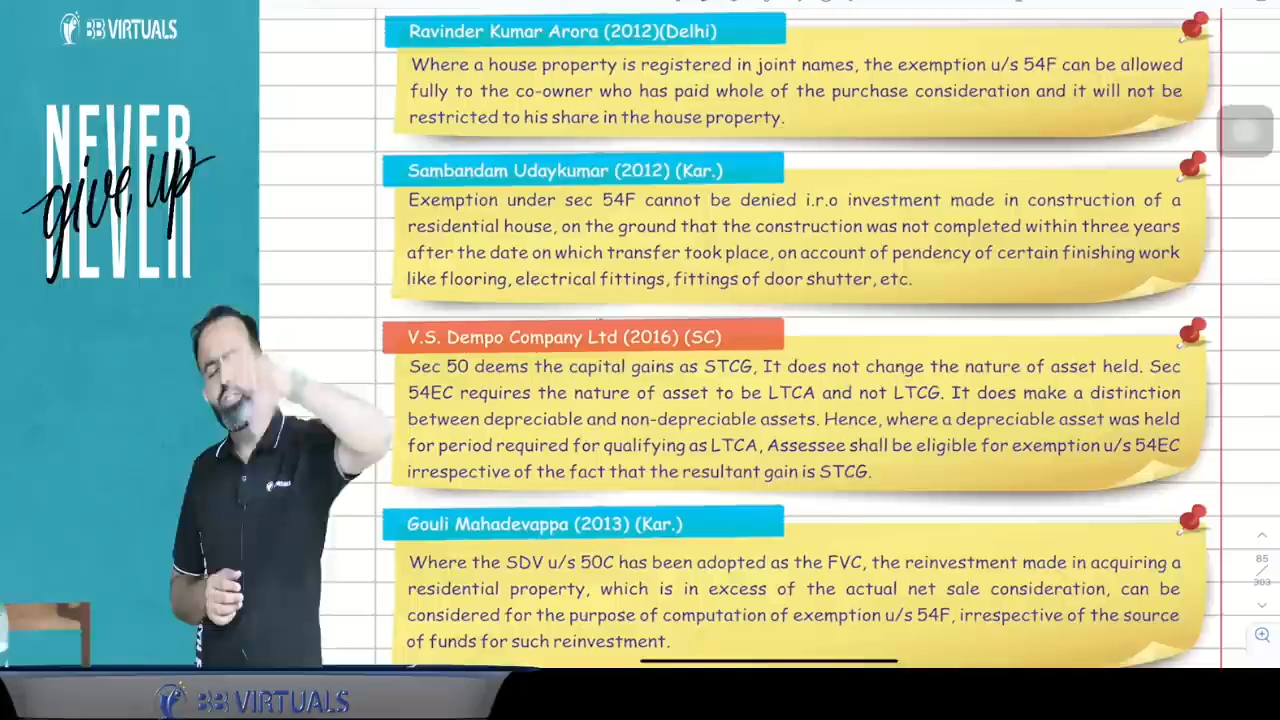 BB VIRTUALS
NEVER
give up
NEVER
Ravinder Kumar Arora (2012)(Delhi)
Where a house property is registered in joint names, the exemption u/s 54F can be allowed
fully to the co-owner who has paid whole of the purchase consideration and it will not be
restricted to his share in the house property.
Sambandam Udaykumar (2012) (Kar.)
Exemption under sec 54F cannot be denied i.r.o investment made in construction of a
residential house, on the ground that the construction was not completed within three years
after the date on which transfer took place, on account of pendency of certain finishing work
like flooring, electrical fittings, fittings of door shutter, etc.
V.S. Dempo Company Ltd (2016) (SC)
Sec 50 deems the capital gains as STCG, It does not change the nature of asset held. Sec
54EC requires the nature of asset to be LTCA and not LTCG. It does make a distinction
between depreciable and non-depreciable assets. Hence, where a depreciable asset was held
for period required for qualifying as LTCA, Assessee shall be eligible for exemption u/s 54EC
irrespective of the fact that the resultant gain is STCG.
Gouli Mahadevappa (2013) (Kar.)
Where the SDV u/s 50C has been adopted as the FVC, the reinvestment made in acquiring a
residential property, which is in excess of the actual net sale consideration, can be
considered for the purpose of computation of exemption u/s 54F, irrespective of the source
of funds for such reinvestment.
85
303
BB VIRTUALS